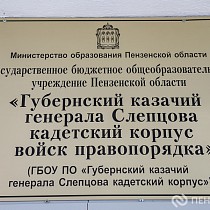 Министерство образования Пензенской области
Государственное бюджетное общеобразовательное
учреждение Пензенской области
«Губернский казачий
генерала Слепцова
кадетский корпус
войск правопорядка»
(ГБОУ ПО «Губернский казачий
генерала Слепцова кадетский корпус»